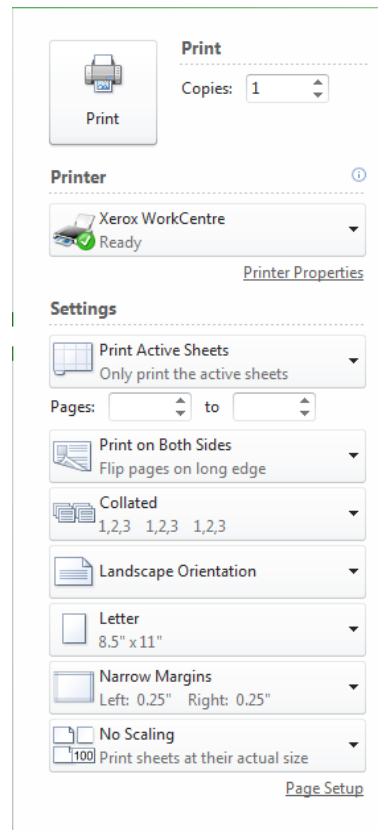 Print
Copies: 1
Print
Printer
Xerox WorkCentre
Ready
Printer Properties
Settings
Print Active Sheets
Only print the active sheets
Pages: to
Print on Both Sides
Flip pages on long edge
Collated
1,2,3 1,2,3 1,2,3
Landscape Orientation
Letter
8.5" x 11"
Narrow Margins
Left: 0.25" Right: 0.25"
No Scaling
100 Print sheets at their actual size
Page Setup